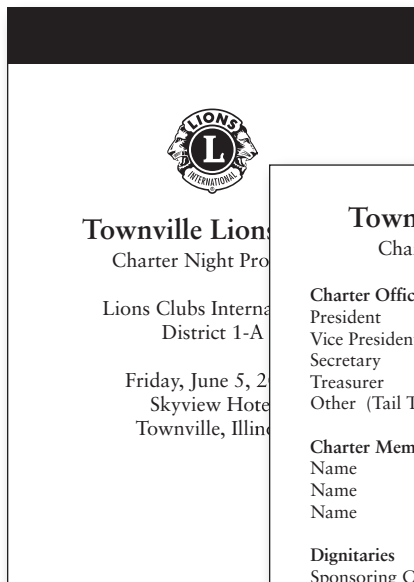 LIONS
L
INTERNATIONAL
®
Townville Lions
Charter Night Pro
Lions Clubs Interna
District 1-A
Friday, June 5, 2
Skyview Hote
Townville, Illin
Town
Cha
Charter Offic
President
Vice President
Secretary
Treasurer
Other (Tail T
Charter Mem
Name
Name
Name
Dignitaries
Sponsoring C